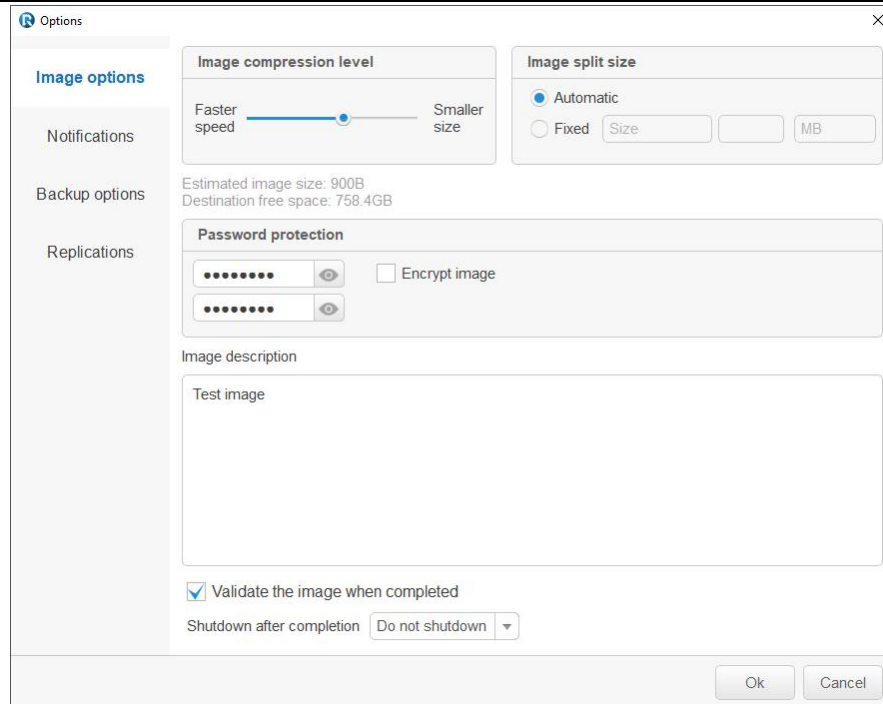 Options
Image options
Notifications
Backup options
Replications
Image compression level
Faster
speed
Smaller
size
Image split size
Automatic
Fixed Size MB
Estimated image size: 900B
Destination free space: 758.4GB
Password protection
Encrypt image
Image description
Test image
Validate the image when completed
Shutdown after completion Do not shutdown
Ok Cancel